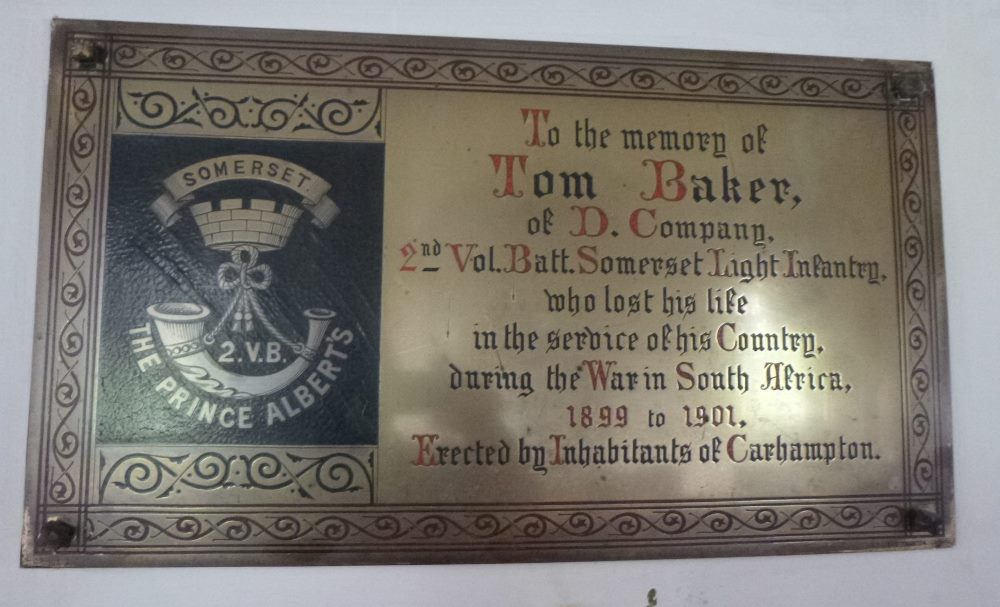 SOMERSET.
2.V.B.
THE PRINCE ALBERT'S
To the memory of
Tom Baker,
of D. Company,
2nd Vol. Batt. Somerset Light Infantry,
who lost his life
in the service of his Country,
during the War in South Africa,
1899 to 1901.
Erected by Inhabitants of Carhampton.